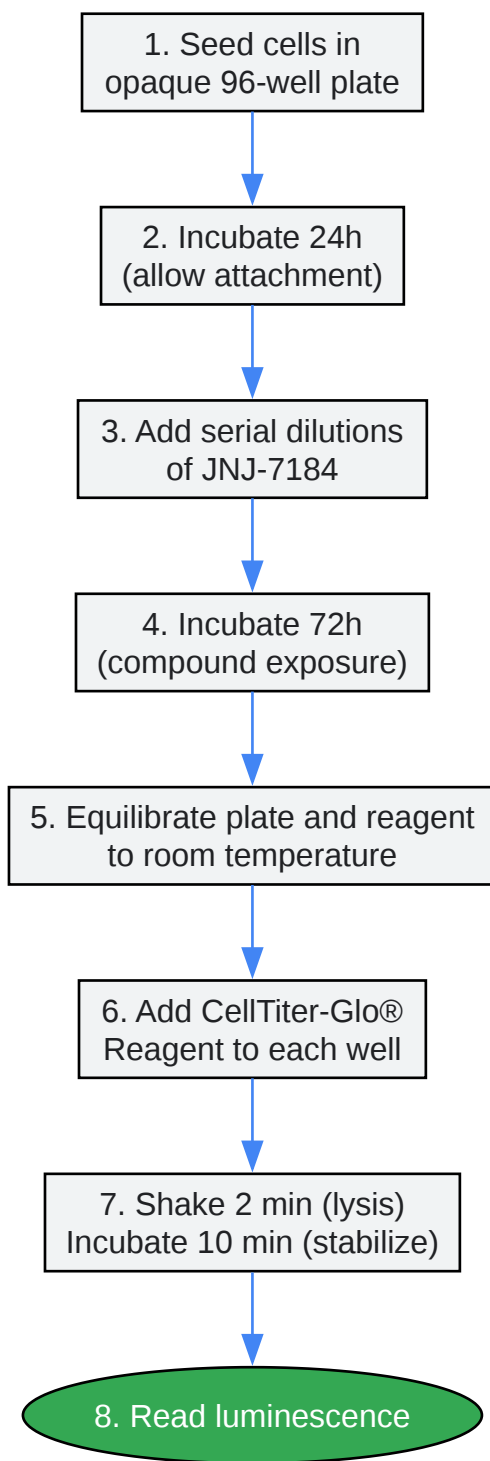 1. Seed cells in
opaque 96-well plate
2. Incubate 24h
(allow attachment)
3. Add serial dilutions
of JNJ-7184
4. Incubate 72h
(compound exposure)
5. Equilibrate plate and reagent
to room temperature
6. Add CellTiter-Glo®
Reagent to each well
7. Shake 2 min (lysis)
Incubate 10 min (stabilize)
8. Read luminescence